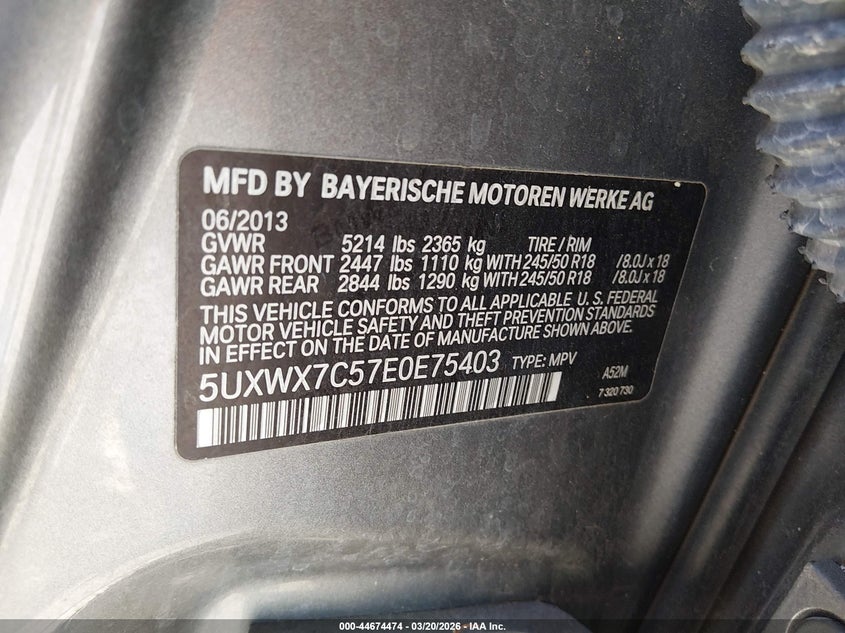 MFD BY BAYERISCHE MOTOREN WERKE AG
06/2013
GVWR 5214 lbs 2365 kg TIRE / RIM
GAWR FRONT 2447 lbs 1110 kg WITH 245/50 R18 /8.0J x 18
GAWR REAR 2844 lbs 1290 kg WITH 245/50 R18 /8.0J x 18
THIS VEHICLE CONFORMS TO ALL APPLICABLE U.S. FEDERAL
MOTOR VEHICLE SAFETY AND THEFT PREVENTION STANDARDS
IN EFFECT ON THE DATE OF MANUFACTURE SHOWN ABOVE.
5UXWX7C57E0E75403 TYPE: MPV A52M
7 320 730
000-44674474 | 03/20/2026 – IAA Inc.